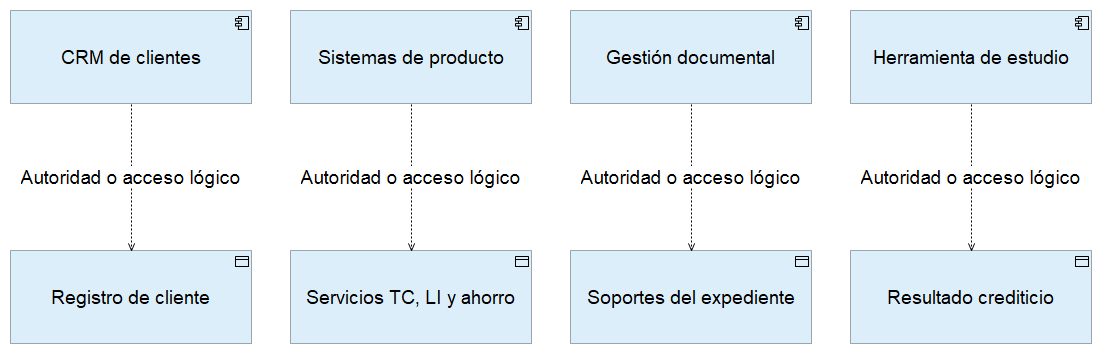 CRM de clientes
Sistemas de producto
Gestión documental
Herramienta de estudio
Autoridad o acceso lógico
Autoridad o acceso lógico
Autoridad o acceso lógico
Autoridad o acceso lógico
Registro de cliente
Servicios TC, LI y ahorro
Soportes del expediente
Resultado crediticio